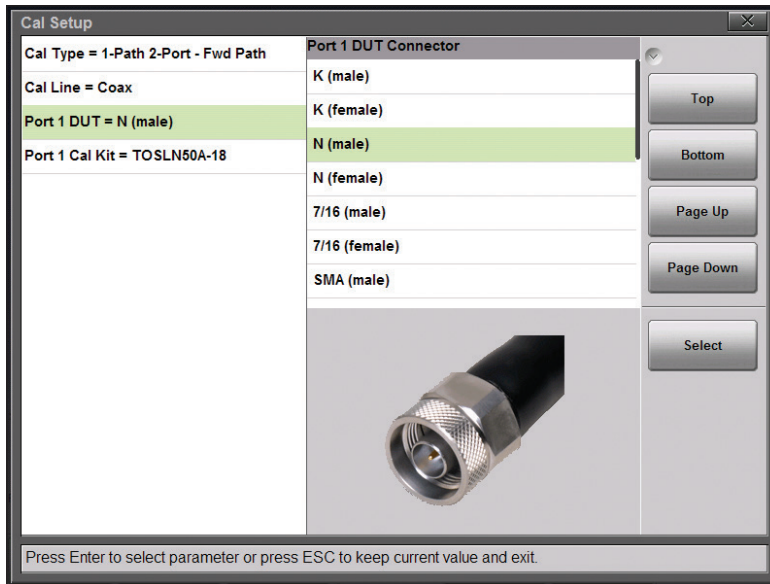 Cal Setup
Cal Type = 1-Path 2-Port - Fwd Path
Cal Line = Coax
Port 1 DUT = N (male)
Port 1 Cal Kit = TOSLN50A-18
Port 1 DUT Connector
K (male)
K (female)
N (male)
N (female)
7/16 (male)
7/16 (female)
SMA (male)
Top
Bottom
Page Up
Page Down
Select
Press Enter to select parameter or press ESC to keep current value and exit.